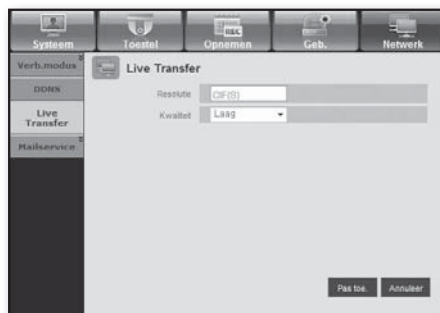 Systeem Toestel Opnemen Geb. Netwerk
Verb.modus
DDNS
Live Transfer
Mailservice
Live Transfer
Resolutie CIF(S)
Kwaliteit Laag
Pas toe. Annuleer